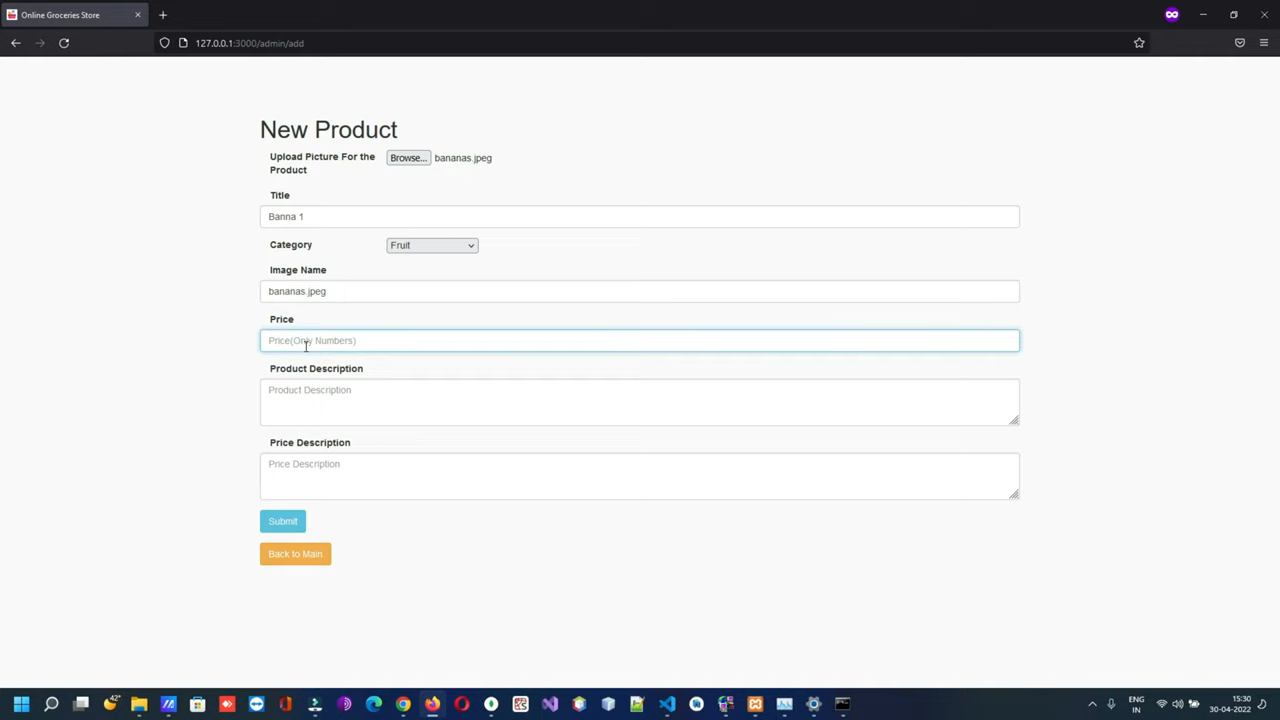 Online Groceries Store
127.0.0.1:3000/admin/add
New Product
Upload Picture For the
Product
Browse... bananas.jpeg
Title
Banna 1
Category
Fruit
Image Name
bananas.jpeg
Price
Price(Only Numbers)
Product Description
Product Description
Price Description
Price Description
Submit
Back to Main
42°
ENG
IN
15:30
30-04-2022